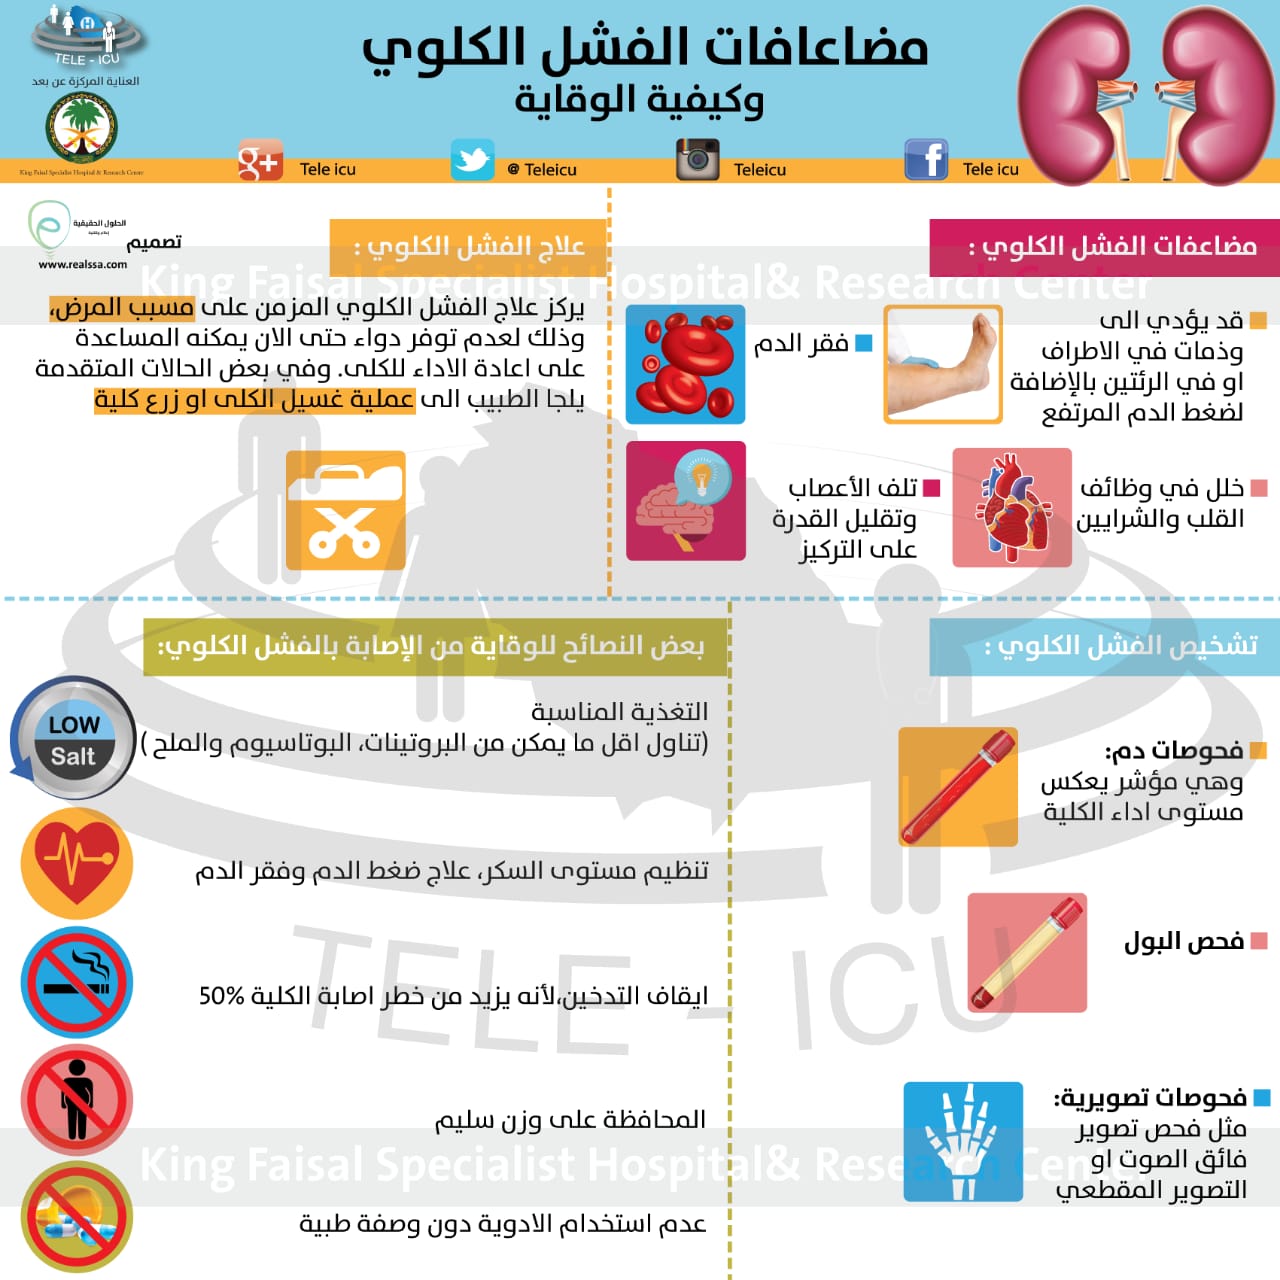 TELE - ICU
العناية المركزة عن بعد
King Faisal Specialist Hospital & Research Center
مضاعافات الفشل الكلوي
وكيفية الوقاية
Tele icu
@ Teleicu
Teleicu
Tele icu
مضاعفات الفشل الكلوي :
قد يؤدي الى
وذمات في الاطراف
او في الرئتين بالإضافة
لضغط الدم المرتفع
فقر الدم
خلل في وظائف
القلب والشرايين
تلف الأعصاب
وتقليل القدرة
على التركيز
علاج الفشل الكلوي :
تصميم
الحلول الحقيقية
www.realssa.com
يركز علاج الفشل الكلوي المزمن على مسبب المرض،
وذلك لعدم توفر دواء حتى الان يمكنه المساعدة
على اعادة الاداء للكلى. وفي بعض الحالات المتقدمة
يلجا الطبيب الى عملية غسيل الكلى او زرع كلية
King Faisal Specialist Hospital& Research Center
تشخيص الفشل الكلوي :
فحوصات دم:
وهي مؤشر يعكس
مستوى اداء الكلية
فحص البول
فحوصات تصويرية:
مثل فحص تصوير
فائق الصوت او
التصوير المقطعي
بعض النصائح للوقاية من الإصابة بالفشل الكلوي:
LOW
Salt
التغذية المناسبة
(تناول اقل ما يمكن من البروتينات، البوتاسيوم والملح )
تنظيم مستوى السكر، علاج ضغط الدم وفقر الدم
ايقاف التدخين،لأنه يزيد من خطر اصابة الكلية 50%
المحافظة على وزن سليم
عدم استخدام الادوية دون وصفة طبية
TELE - ICU
King Faisal Specialist Hospital& Research Center